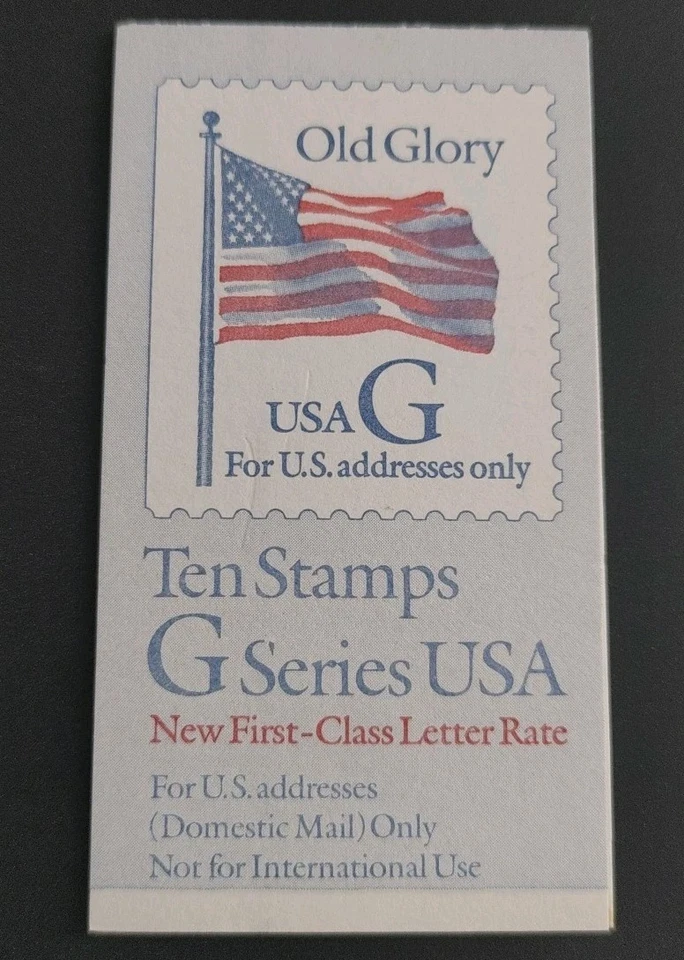 Old Glory
USA G
For U.S. addresses only
Ten Stamps
G Series USA
New First-Class Letter Rate
For U.S. addresses
(Domestic Mail) Only
Not for International Use